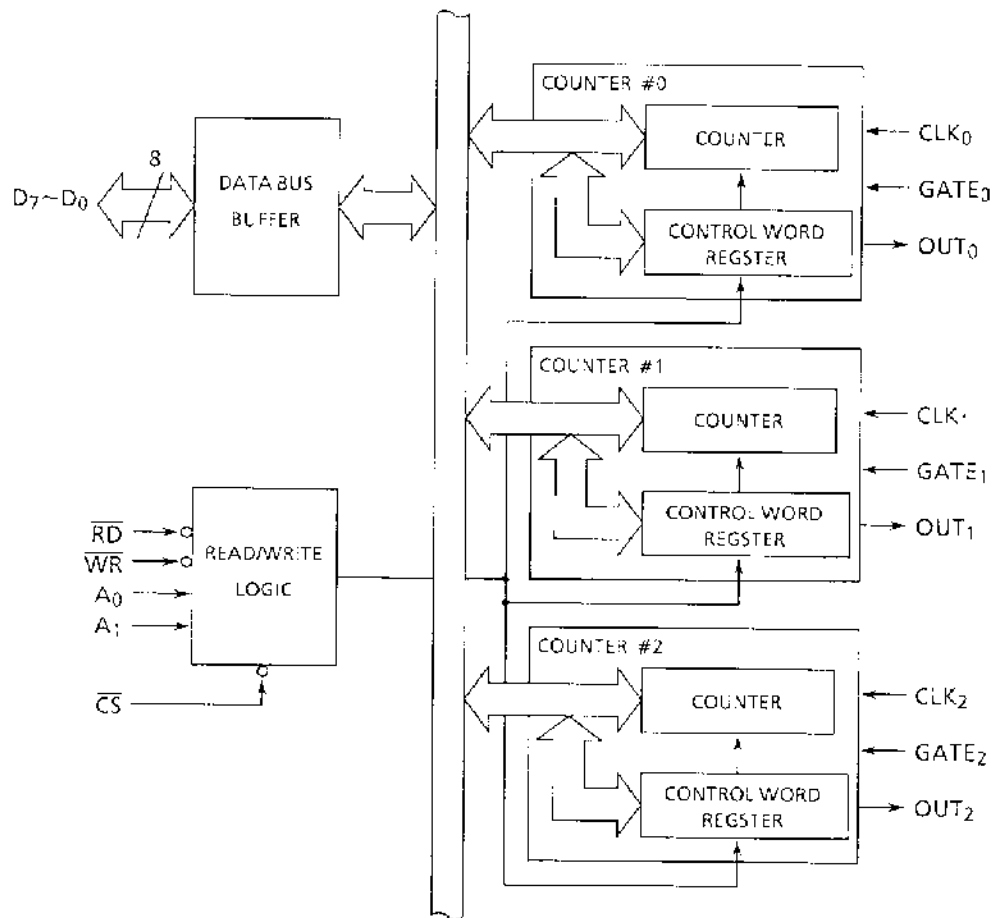 COUNTER #0
COUNTER
CLK0
GATE0
CONTROL WORD
REGSTER
OUT0
8
D7~D0
DATA BUS
BUFFER
COUNTER #1
COUNTER
CLK1
GATE1
CONTROL WORD
REGSTER
OUT1
RD
WR
A0
A1
READ/WRITE
LOGIC
CS
COUNTER #2
COUNTER
CLK2
GATE2
CONTROL WORD
REGSTER
OUT2